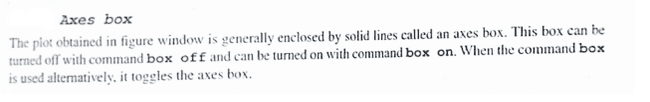 Axes box
The plot obtained in figure window is generally enclosed by solid lines called an axes box. This box can be
turned off with command box off and can be turned on with command box on. When the command box
is used alternatively, it toggles the axes box.